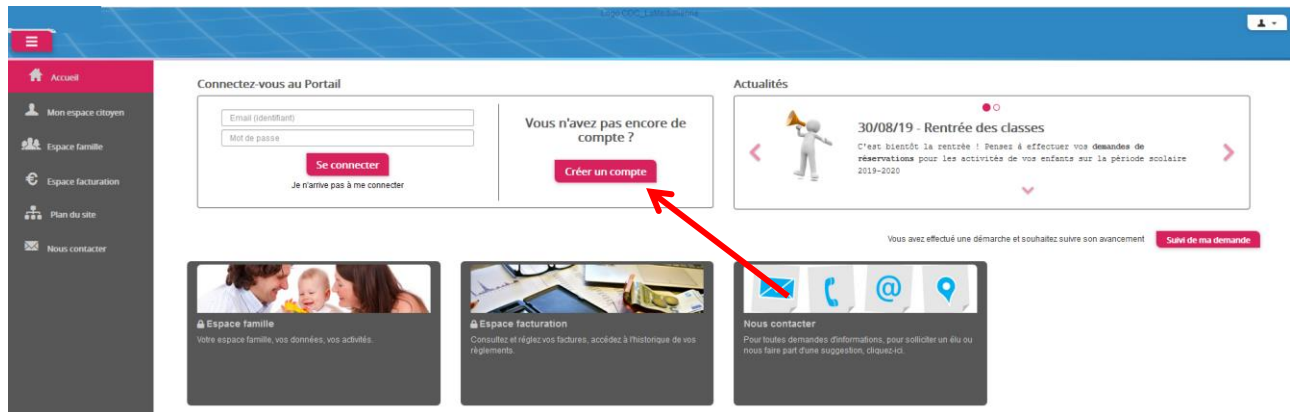 Accueil
Mon espace citoyen
Espace famille
Espace facturation
Plan du site
Nous contacter
Connectez-vous au Portail
Email (identifiant)
Mot de passe
Se connecter
Je n'arrive pas à me connecter
Vous n'avez pas encore de
compte ?
Créer un compte
Actualités
30/08/19 - Rentrée des classes
C'est bientôt la rentrée ! Pensez à effectuer vos demandes de
réservations pour les activités de vos enfants sur la période scolaire
2019-2020
Vous avez effectué une démarche et souhaitez suivre son avancement
Suivi de ma demande
Espace famille
Votre espace famille, vos données, vos activités.
Espace facturation
Consultez et réglez vos factures, accédez à l'historique de vos
règlements.
Nous contacter
Pour toutes demandes d'informations, pour solliciter un élu ou
nous faire part d'une suggestion, cliquez-ici.